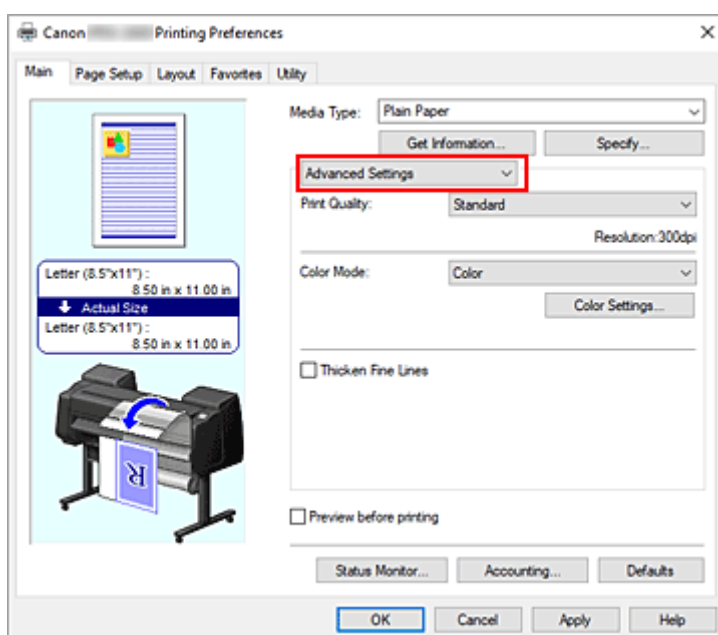 Canon Printing Preferences
Main Page Setup Layout Favorites Utility
Media Type: Plain Paper
Get Information... Specify...
Advanced Settings
Print Quality: Standard
Resolution:300dpi
Letter (8.5"x11") :
8.50 in x 11.00 in
Actual Size
Letter (8.5"x11") :
8.50 in x 11.00 in
Color Mode: Color
Color Settings...
Thicken Fine Lines
R
Preview before printing
Status Monitor... Accounting... Defaults
OK Cancel Apply Help